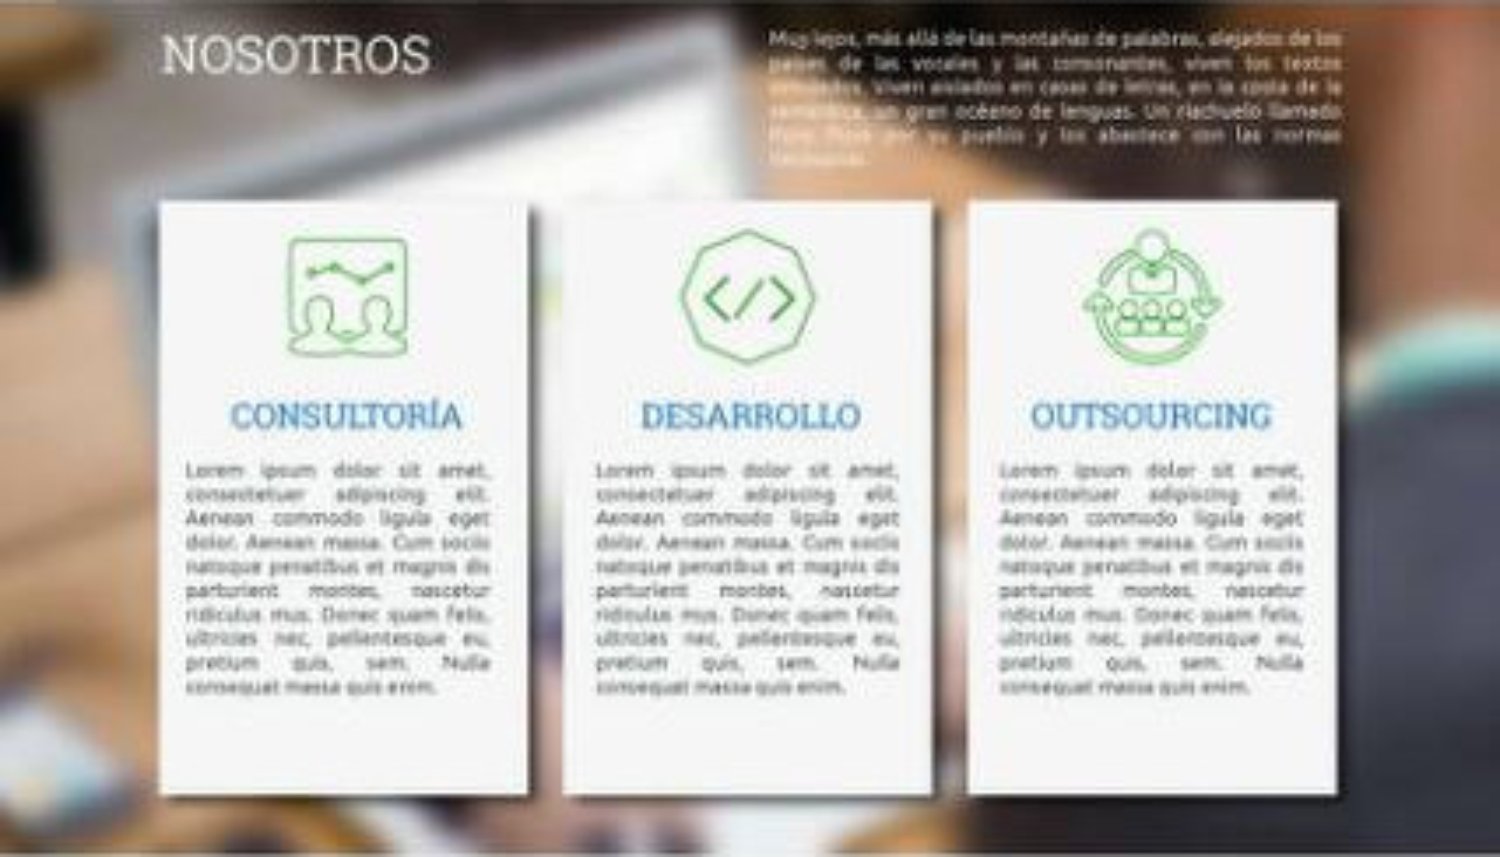 NOSOTROS
Muy lejos, más allá de las montañas de palabras, alejados de los
países de las vocales y las consonantes, viven los textos
viven aislados en casas de letras, en la costa de la
un gran océano de lenguas. Un riachuelo llamado
por su pueblo y los abastece con las normas
CONSULTORÍA
Lorem ipsum dolor sit amet,
consectetuer adipiscing elit.
Aenean commodo ligula eget
dolor. Aenean massa. Cum sociis
natoque penatibus et magnis dis
parturient montes, nascetur
ridiculus mus. Donec quam felis,
ultricies nec, pellentesque eu,
pretium quis, sem. Nulla
consequat massa quis enim.
DESARROLLO
Lorem ipsum dolor sit amet,
consectetuer adipiscing elit.
Aenean commodo ligula eget
dolor. Aenean massa. Cum sociis
natoque penatibus et magnis dis
parturient montes, nascetur
ridiculus mus. Donec quam felis,
ultricies nec, pellentesque eu,
pretium quis, sem. Nulla
consequat massa quis enim.
OUTSOURCING
Lorem ipsum dolor sit amet,
consectetuer adipiscing elit.
Aenean commodo ligula eget
dolor. Aenean massa. Cum sociis
natoque penatibus et magnis dis
parturient montes, nascetur
ridiculus mus. Donec quam felis,
ultricies nec, pellentesque eu,
pretium quis, sem. Nulla
consequat massa quis enim.